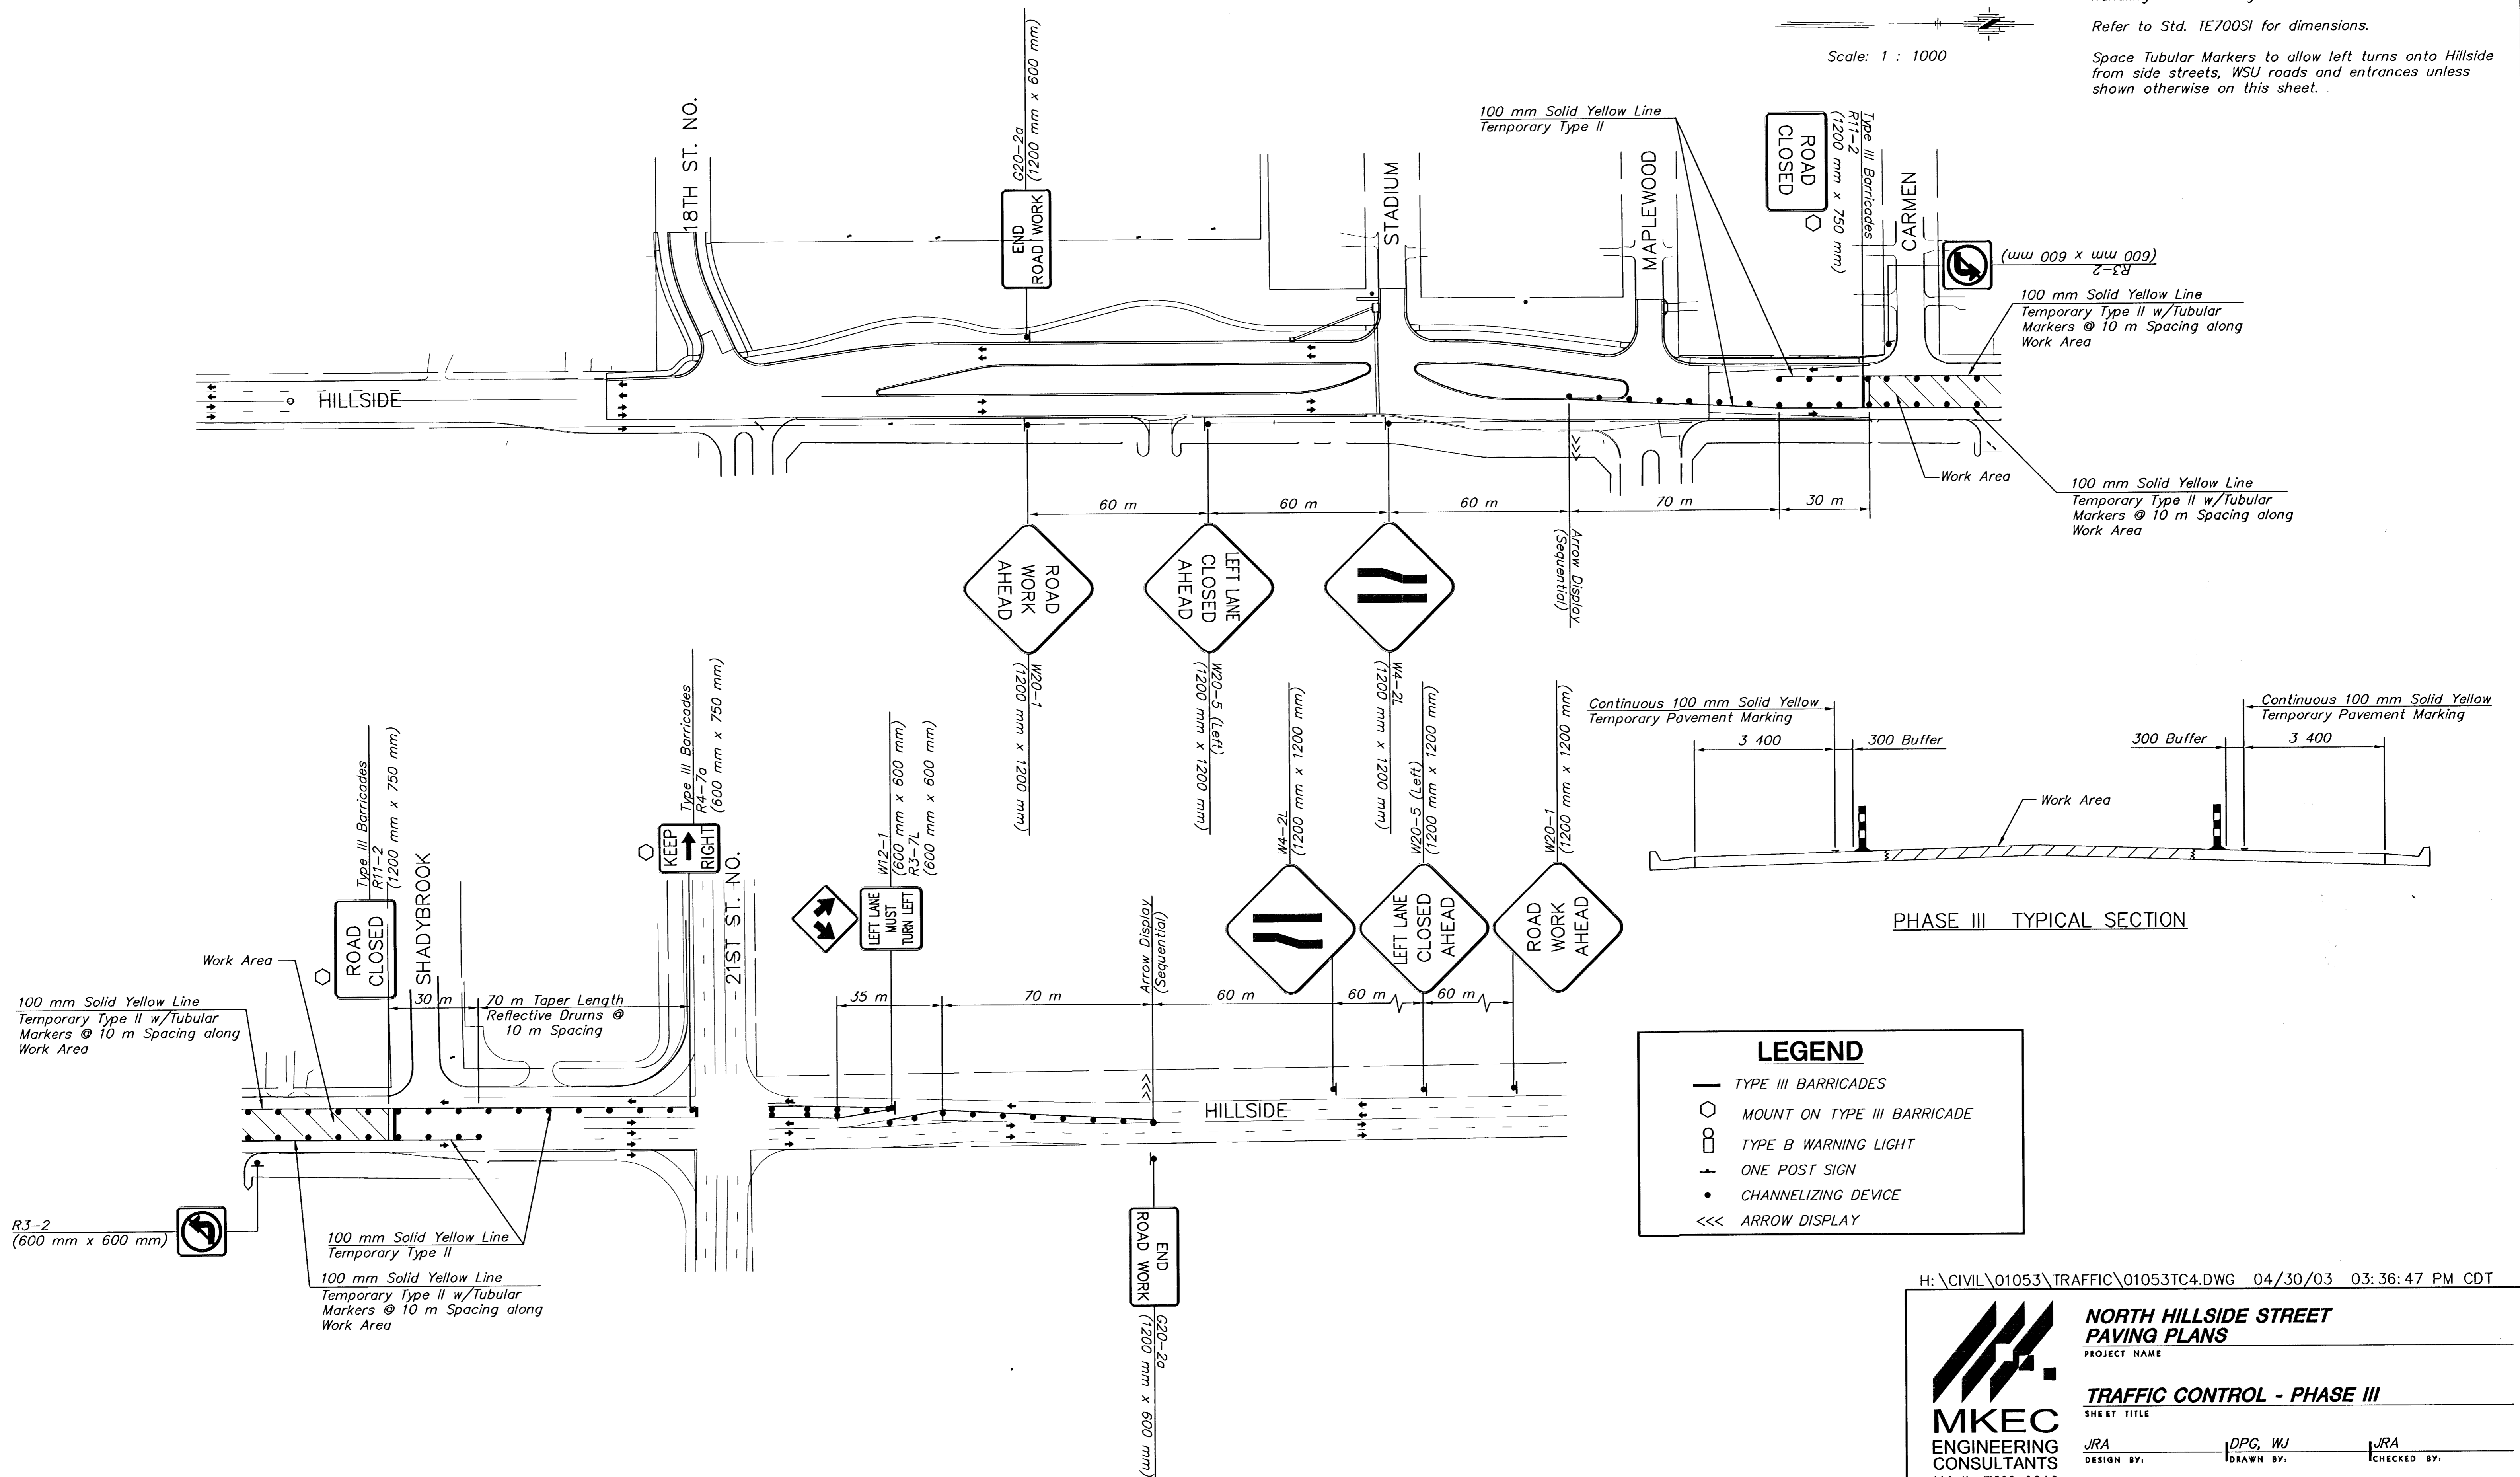 Refer to Std. TE700SI for dimensions.
Space Tubular Markers to allow left turns onto Hillside
from side streets, WSU roads and entrances unless
shown otherwise on this sheet.
Scale: 1 : 1000
18TH ST. NO.
G20-2a
(1200 mm x 600 mm)
END
ROAD WORK
STADIUM
100 mm Solid Yellow Line
Temporary Type II
MAPLEWOOD
ROAD
CLOSED
Type III Barricades
R11-2
(1200 mm x 750 mm)
CARMEN
R3-2
(600 mm x 600 mm)
100 mm Solid Yellow Line
Temporary Type II w/Tubular
Markers @ 10 m Spacing along
Work Area
HILLSIDE
Work Area
100 mm Solid Yellow Line
Temporary Type II w/Tubular
Markers @ 10 m Spacing along
Work Area
60 m
60 m
60 m
70 m
30 m
ROAD
WORK
AHEAD
W20-1
(1200 mm x 1200 mm)
LEFT LANE
CLOSED
AHEAD
W20-5 (Left)
(1200 mm x 1200 mm)
W4-2L
(1200 mm x 1200 mm)
Arrow Display
(Sequential)
Type III Barricades
R11-2
(1200 mm x 750 mm)
ROAD
CLOSED
SHADYBROOK
Type III Barricades
R4-7a
(600 mm x 750 mm)
KEEP
RIGHT
21ST ST. NO.
W12-1
(600 mm x 600 mm)
R3-7L
(600 mm x 600 mm)
LEFT LANE
MUST
TURN LEFT
Arrow Display
(Sequential)
W4-2L
(1200 mm x 1200 mm)
W20-5 (Left)
(1200 mm x 1200 mm)
LEFT LANE
CLOSED
AHEAD
W20-1
(1200 mm x 1200 mm)
ROAD
WORK
AHEAD
Continuous 100 mm Solid Yellow
Temporary Pavement Marking
3 400
300 Buffer
Continuous 100 mm Solid Yellow
Temporary Pavement Marking
300 Buffer
3 400
Work Area
PHASE III TYPICAL SECTION
Work Area
100 mm Solid Yellow Line
Temporary Type II w/Tubular
Markers @ 10 m Spacing along
Work Area
30 m
70 m Taper Length
Reflective Drums @
10 m Spacing
35 m
70 m
60 m
60 m
60 m
HILLSIDE
R3-2
(600 mm x 600 mm)
100 mm Solid Yellow Line
Temporary Type II
100 mm Solid Yellow Line
Temporary Type II w/Tubular
Markers @ 10 m Spacing along
Work Area
END
ROAD WORK
G20-2a
(1200 mm x 600 mm)
LEGEND
TYPE III BARRICADES
MOUNT ON TYPE III BARRICADE
TYPE B WARNING LIGHT
ONE POST SIGN
CHANNELIZING DEVICE
<<< ARROW DISPLAY
H:\CIVIL\01053\TRAFFIC\01053TC4.DWG 04/30/03 03:36:47 PM CDT
NORTH HILLSIDE STREET
PAVING PLANS
PROJECT NAME
TRAFFIC CONTROL - PHASE III
SHEET TITLE
MKEC
ENGINEERING
CONSULTANTS
JRA
DESIGN BY:
DPG, WJ
DRAWN BY:
JRA
CHECKED BY: